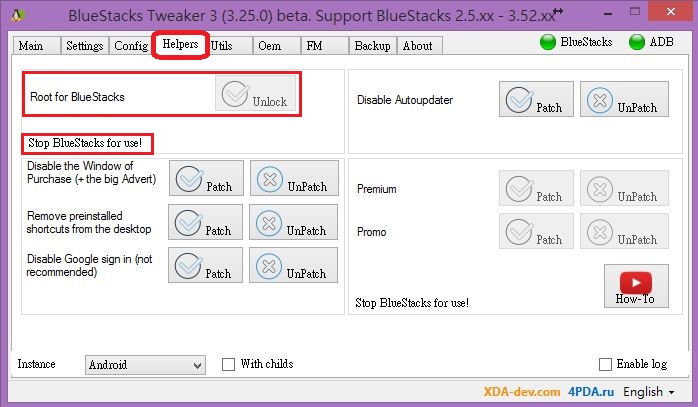 BlueStacks Tweaker 3 (3.25.0) beta. Support BlueStacks 2.5.xx - 3.52.xx
Main Settings Config Helpers Utils Oem FM Backup About
BlueStacks ADB
Root for BlueStacks Unlock
Stop BlueStacks for use!
Disable Autoupdater Patch UnPatch
Disable the Window of
Purchase (+ the big Advert) Patch UnPatch
Remove preinstalled
shortcuts from the desktop Patch UnPatch
Disable Google sign in (not
recommended) Patch UnPatch
Premium Patch UnPatch
Promo Patch UnPatch
Stop BlueStacks for use! How-To
Instance Android With childs Enable log
XDA-dev.com 4PDA.ru English